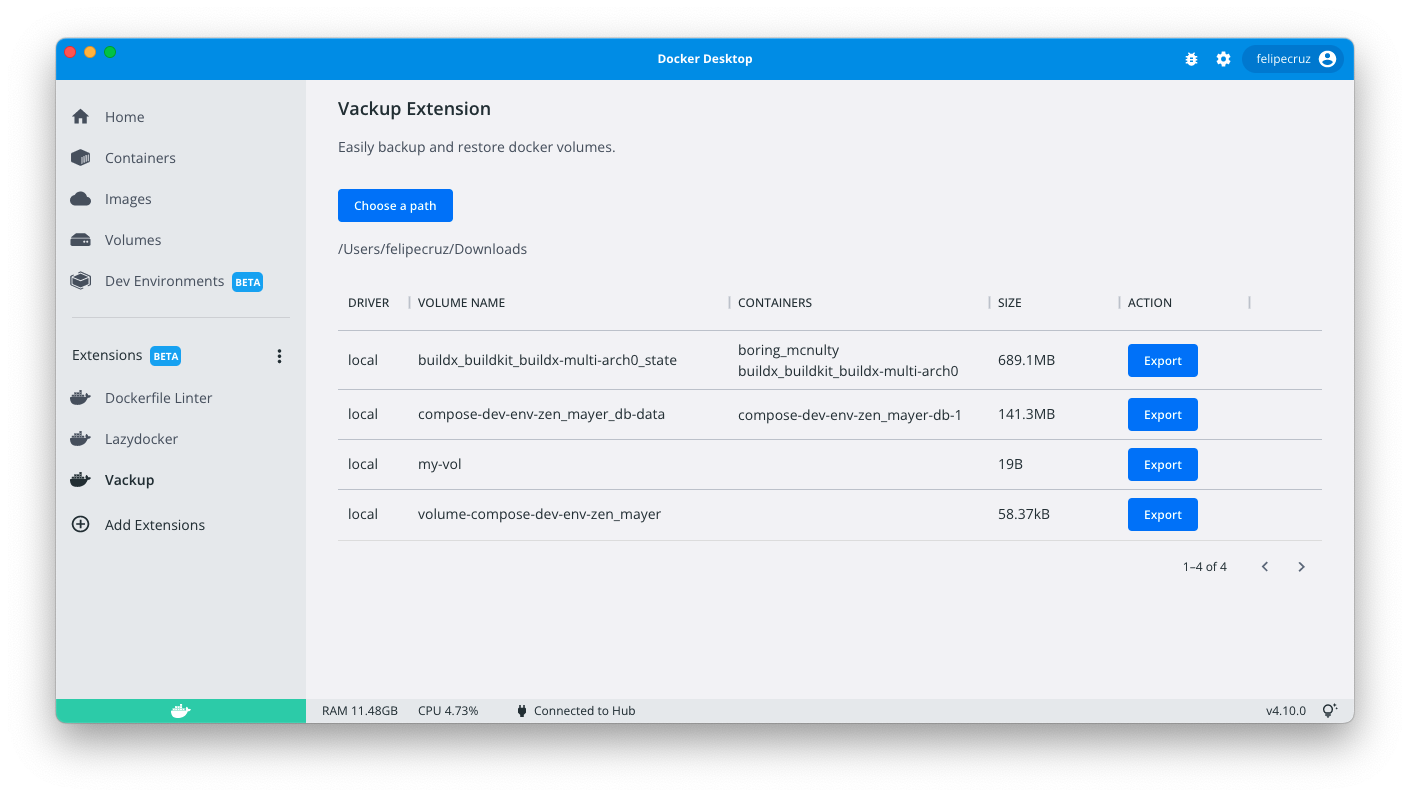 Docker Desktop
felipecruz
Home
Containers
Images
Volumes
Dev Environments BETA
Extensions BETA
Dockerfile Linter
Lazydocker
Vackup
Add Extensions
Vackup Extension
Easily backup and restore docker volumes.
Choose a path
/Users/felipecruz/Downloads
DRIVER VOLUME NAME CONTAINERS SIZE ACTION
local buildx_buildkit_buildx-multi-arch0_state boring_mcnulty 689.1MB Export
buildx_buildkit_buildx-multi-arch0
local compose-dev-env-zen_mayer_db-data compose-dev-env-zen_mayer-db-1 141.3MB Export
local my-vol 19B Export
local volume-compose-dev-env-zen_mayer 58.37kB Export
1–4 of 4
RAM 11.48GB CPU 4.73% Connected to Hub v4.10.0